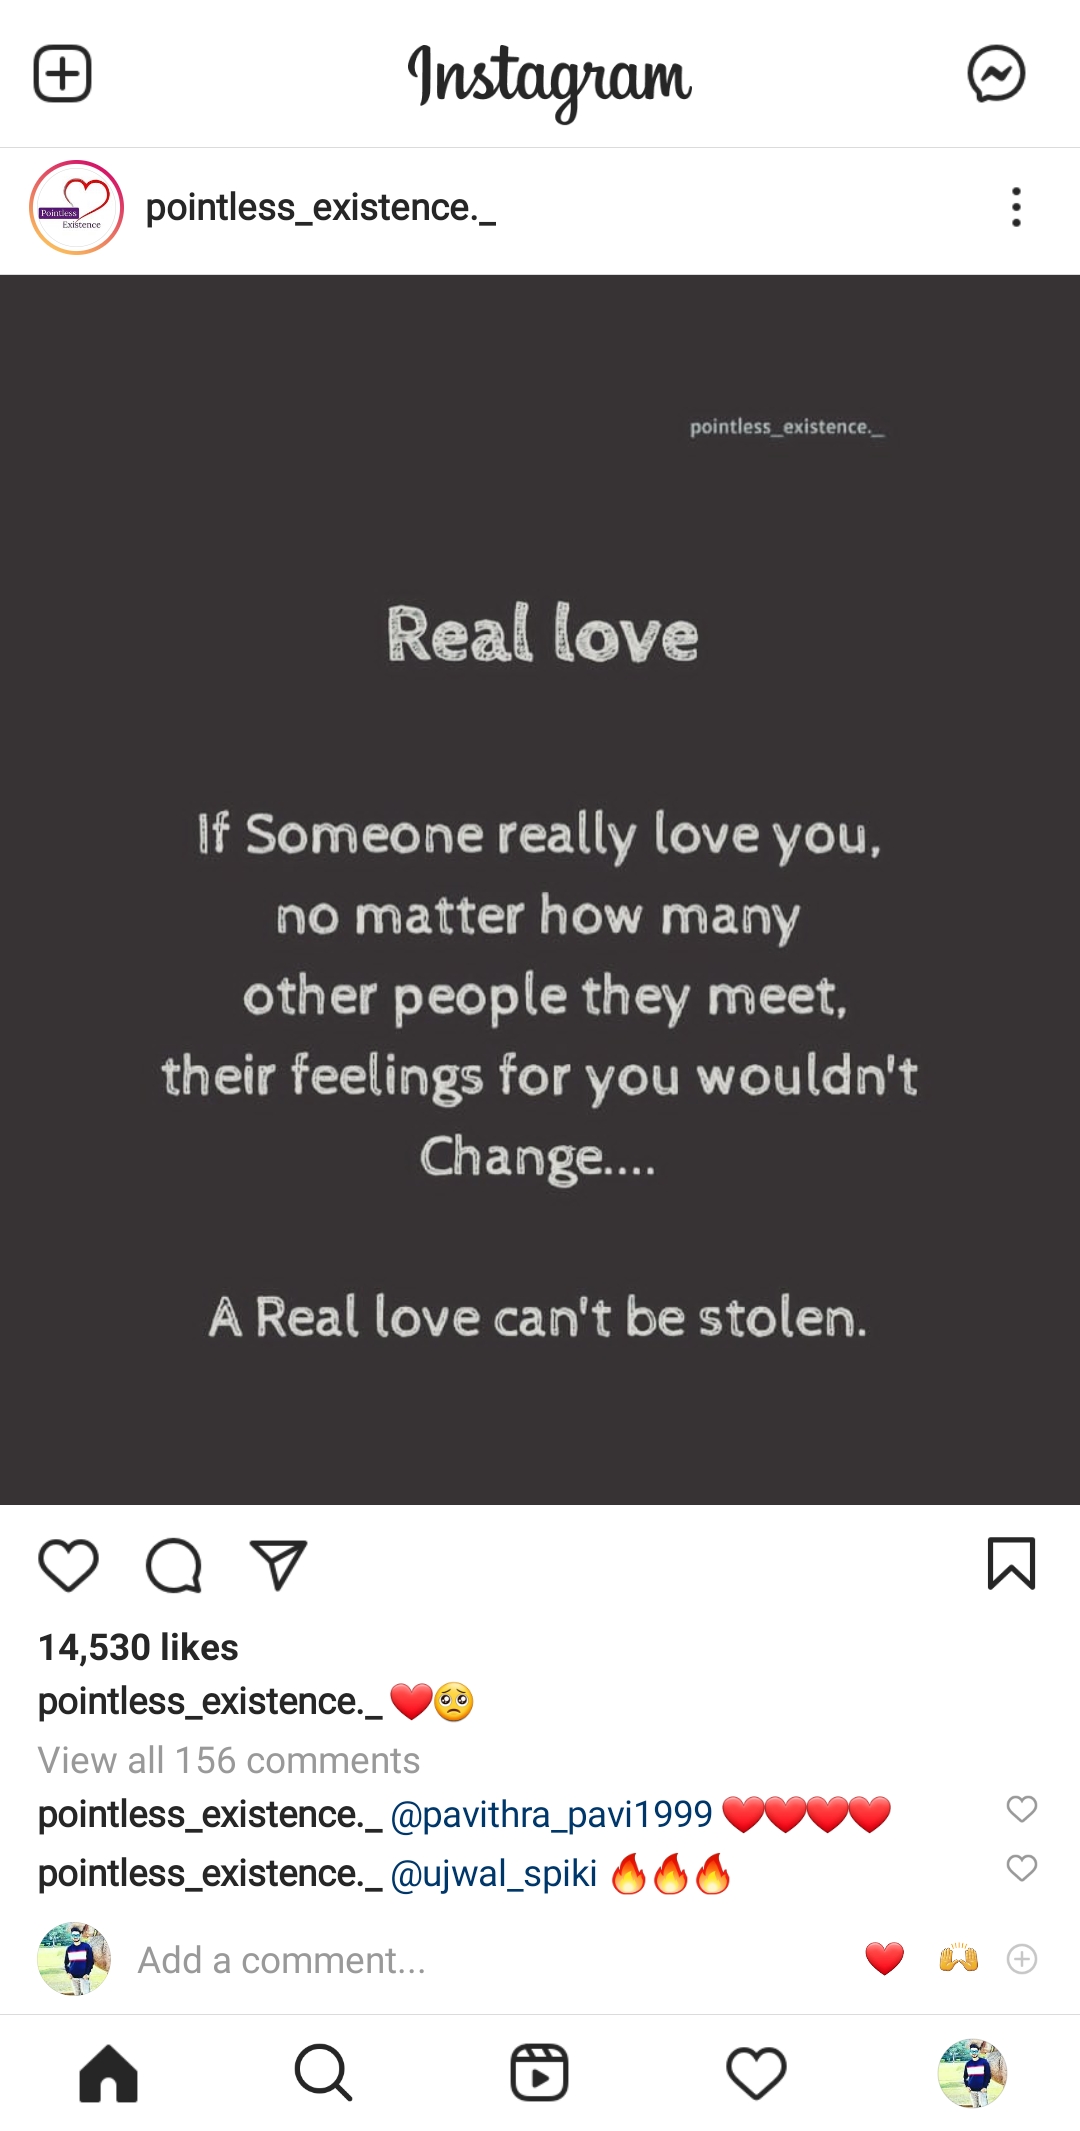 Instagram
Pointless
Existence
pointless_existence._
pointless_existence._
Real love
If Someone really love you,
no matter how many
other people they meet,
their feelings for you wouldn't
Change....
A Real love can't be stolen.
14,530 likes
pointless_existence._ ❤️🥺
View all 156 comments
pointless_existence._ @pavithra_pavi1999 ❤️❤️❤️❤️
pointless_existence._ @ujwal_spiki 🔥🔥🔥
Add a comment... ❤️ 🙌